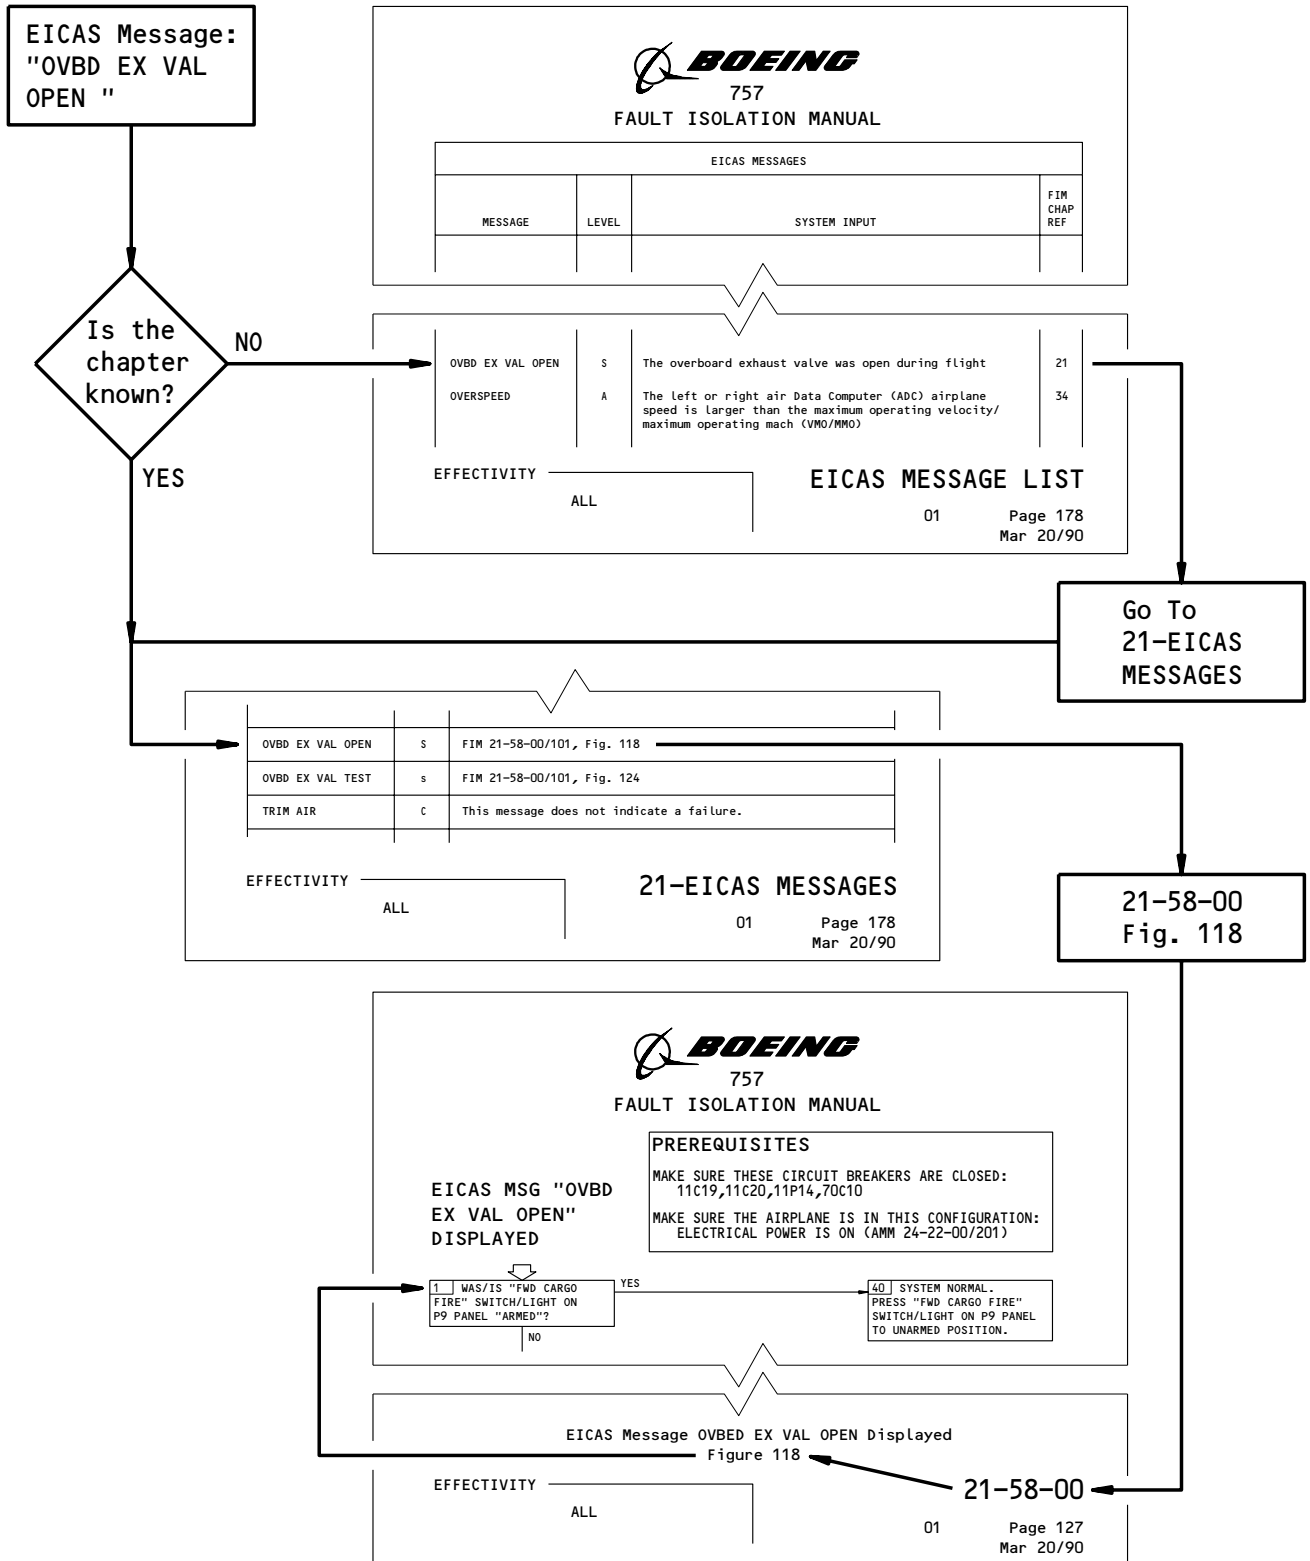 EICAS Message:
"OVBD EX VAL
OPEN "
BOEING
757
FAULT ISOLATION MANUAL
EICAS MESSAGES
MESSAGE LEVEL SYSTEM INPUT FIM
CHAP
REF
Is the
chapter
known?
NO
YES
OVBD EX VAL OPEN S The overboard exhaust valve was open during flight 21
OVERSPEED A The left or right air Data Computer (ADC) airplane 34
speed is larger than the maximum operating velocity/
maximum operating mach (VMO/MMO)
EFFECTIVITY
ALL
EICAS MESSAGE LIST
01 Page 178
Mar 20/90
Go To
21-EICAS
MESSAGES
OVBD EX VAL OPEN S FIM 21-58-00/101, Fig. 118
OVBD EX VAL TEST s FIM 21-58-00/101, Fig. 124
TRIM AIR C This message does not indicate a failure.
EFFECTIVITY
ALL
21-EICAS MESSAGES
01 Page 178
Mar 20/90
21-58-00
Fig. 118
BOEING
757
FAULT ISOLATION MANUAL
PREREQUISITES
MAKE SURE THESE CIRCUIT BREAKERS ARE CLOSED:
11C19,11C20,11P14,70C10
MAKE SURE THE AIRPLANE IS IN THIS CONFIGURATION:
ELECTRICAL POWER IS ON (AMM 24-22-00/201)
EICAS MSG "OVBD
EX VAL OPEN"
DISPLAYED
1 WAS/IS "FWD CARGO
FIRE" SWITCH/LIGHT ON
P9 PANEL "ARMED"?
YES
NO
40 SYSTEM NORMAL.
PRESS "FWD CARGO FIRE"
SWITCH/LIGHT ON P9 PANEL
TO UNARMED POSITION.
EICAS Message OVBED EX VAL OPEN Displayed
Figure 118
EFFECTIVITY
ALL
21-58-00
01 Page 127
Mar 20/90